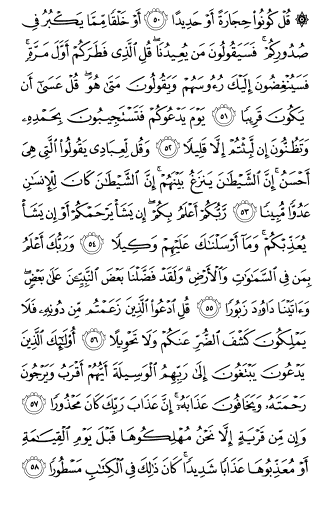 ۞ قُلْ كُونُوا۟ حِجَارَةً أَوْ حَدِيدًا ٥٠ أَوْ خَلْقًا مِّمَّا يَكْبُرُ فِى
صُدُورِكُمْ ۚ فَسَيَقُولُونَ مَن يُعِيدُنَا ۖ قُلِ ٱلَّذِى فَطَرَكُمْ أَوَّلَ مَرَّةٍ ۚ
فَسَيُنْغِضُونَ إِلَيْكَ رُءُوسَهُمْ وَيَقُولُونَ مَتَىٰ هُوَ ۖ قُلْ عَسَىٰٓ أَن
يَكُونَ قَرِيبًا ٥١ يَوْمَ يَدْعُوكُمْ فَتَسْتَجِيبُونَ بِحَمْدِهِۦ
وَتَظُنُّونَ إِن لَّبِثْتُمْ إِلَّا قَلِيلًا ٥٢ وَقُل لِّعِبَادِى يَقُولُوا۟ ٱلَّتِى هِىَ
أَحْسَنُ ۚ إِنَّ ٱلشَّيْطَـٰنَ يَنزَغُ بَيْنَهُمْ ۚ إِنَّ ٱلشَّيْطَـٰنَ كَانَ لِلْإِنسَـٰنِ
عَدُوًّا مُّبِينًا ٥٣ رَّبُّكُمْ أَعْلَمُ بِكُمْ ۖ إِن يَشَأْ يَرْحَمْكُمْ أَوْ إِن يَشَأْ
يُعَذِّبْكُمْ ۚ وَمَآ أَرْسَلْنَـٰكَ عَلَيْهِمْ وَكِيلًا ٥٤ وَرَبُّكَ أَعْلَمُ
بِمَن فِى ٱلسَّمَـٰوَٰتِ وَٱلْأَرْضِ ۗ وَلَقَدْ فَضَّلْنَا بَعْضَ ٱلنَّبِيِّـۧنَ عَلَىٰ بَعْضٍ ۖ
وَءَاتَيْنَا دَاوُۥدَ زَبُورًا ٥٥ قُلِ ٱدْعُوا۟ ٱلَّذِينَ زَعَمْتُم مِّن دُونِهِۦ فَلَا
يَمْلِكُونَ كَشْفَ ٱلضُّرِّ عَنكُمْ وَلَا تَحْوِيلًا ٥٦ أُو۟لَـٰٓئِكَ ٱلَّذِينَ
يَدْعُونَ يَبْتَغُونَ إِلَىٰ رَبِّهِمُ ٱلْوَسِيلَةَ أَيُّهُمْ أَقْرَبُ وَيَرْجُونَ
رَحْمَتَهُۥ وَيَخَافُونَ عَذَابَهُۥٓ ۚ إِنَّ عَذَابَ رَبِّكَ كَانَ مَحْذُورًا ٥٧
وَإِن مِّن قَرْيَةٍ إِلَّا نَحْنُ مُهْلِكُوهَا قَبْلَ يَوْمِ ٱلْقِيَـٰمَةِ
أَوْ مُعَذِّبُوهَا عَذَابًا شَدِيدًا ۚ كَانَ ذَٰلِكَ فِى ٱلْكِتَـٰبِ مَسْطُورًا ٥٨